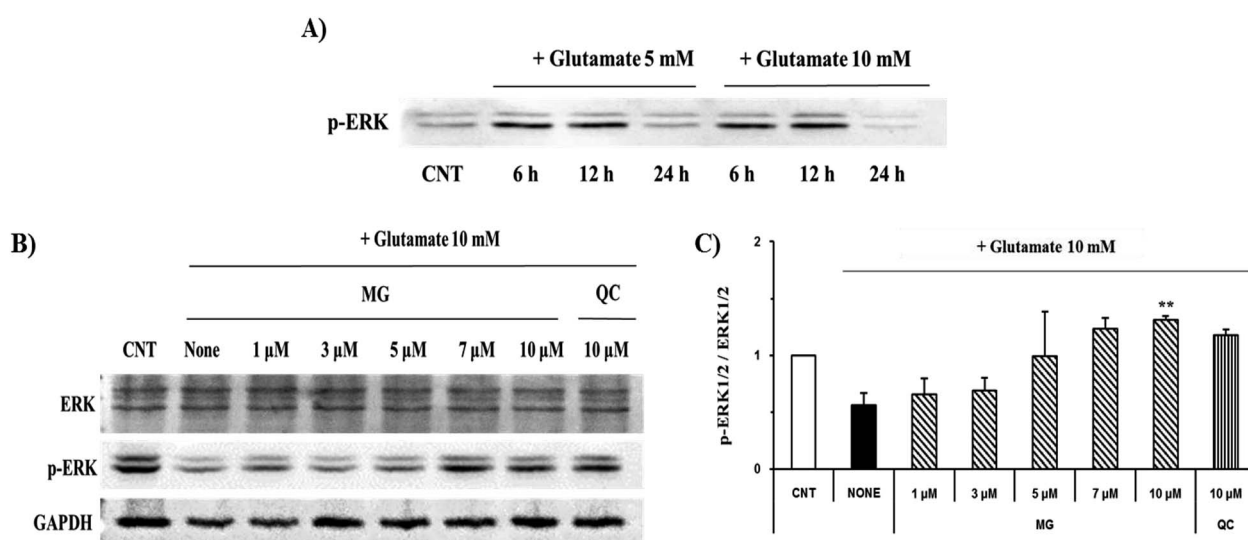 A)
+ Glutamate 5 mM + Glutamate 10 mM
p-ERK
CNT 6 h 12 h 24 h 6 h 12 h 24 h
B)
+ Glutamate 10 mM
MG QC
CNT None 1 µM 3 µM 5 µM 7 µM 10 µM 10 µM
ERK
p-ERK
GAPDH
C)
+ Glutamate 10 mM
p-ERK1/2 / ERK1/2
2
1
0
**
CNT NONE 1 µM 3 µM 5 µM 7 µM 10 µM 10 µM
MG QC